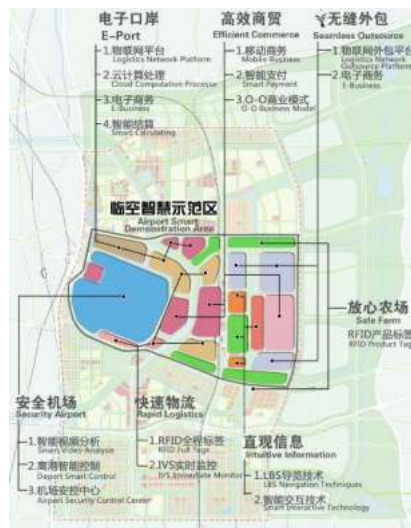 电子口岸
E-Port
1.物联网平台
Logistics Network Platform
2.云计算处理
Cloud Computation Processe
3.电子商务
E-Business
4.智能结算
Smart Calculating
高效商贸
Efficient Commerce
1.移动商务
Mobile Business
2.智能支付
Smart Payment
3.O-O商业模式
O-O Business Model
无缝外包
Seamless Outsource
1.物联网外包平台
Logistics Network
Outsource Platform
2.电子商务
E-Business
临空智慧示范区
Airport Smart
Demonstration Area
放心农场
Safe Farm
RFID产品标签
RFID Product Tags
安全机场
Security Airport
1.智能视频分析
Smart Video Analysis
2.离港智能控制
Deport Smart Control
3.机场安控中心
Airport Security Control Center
快速物流
Rapid Logistics
1.RFID全程标签
RFID Full Tags
2.IVS实时监控
IVS Immediate Monitor
直观信息
Intuitive Information
1.LBS导览技术
LBS Navigation Techniques
2.智能交互技术
Smart Interactive Technology